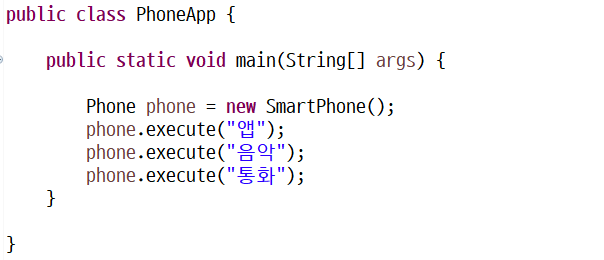 public class PhoneApp {
public static void main(String[] args) {
Phone phone = new SmartPhone();
phone.execute("앱");
phone.execute("음악");
phone.execute("통화");
}
}